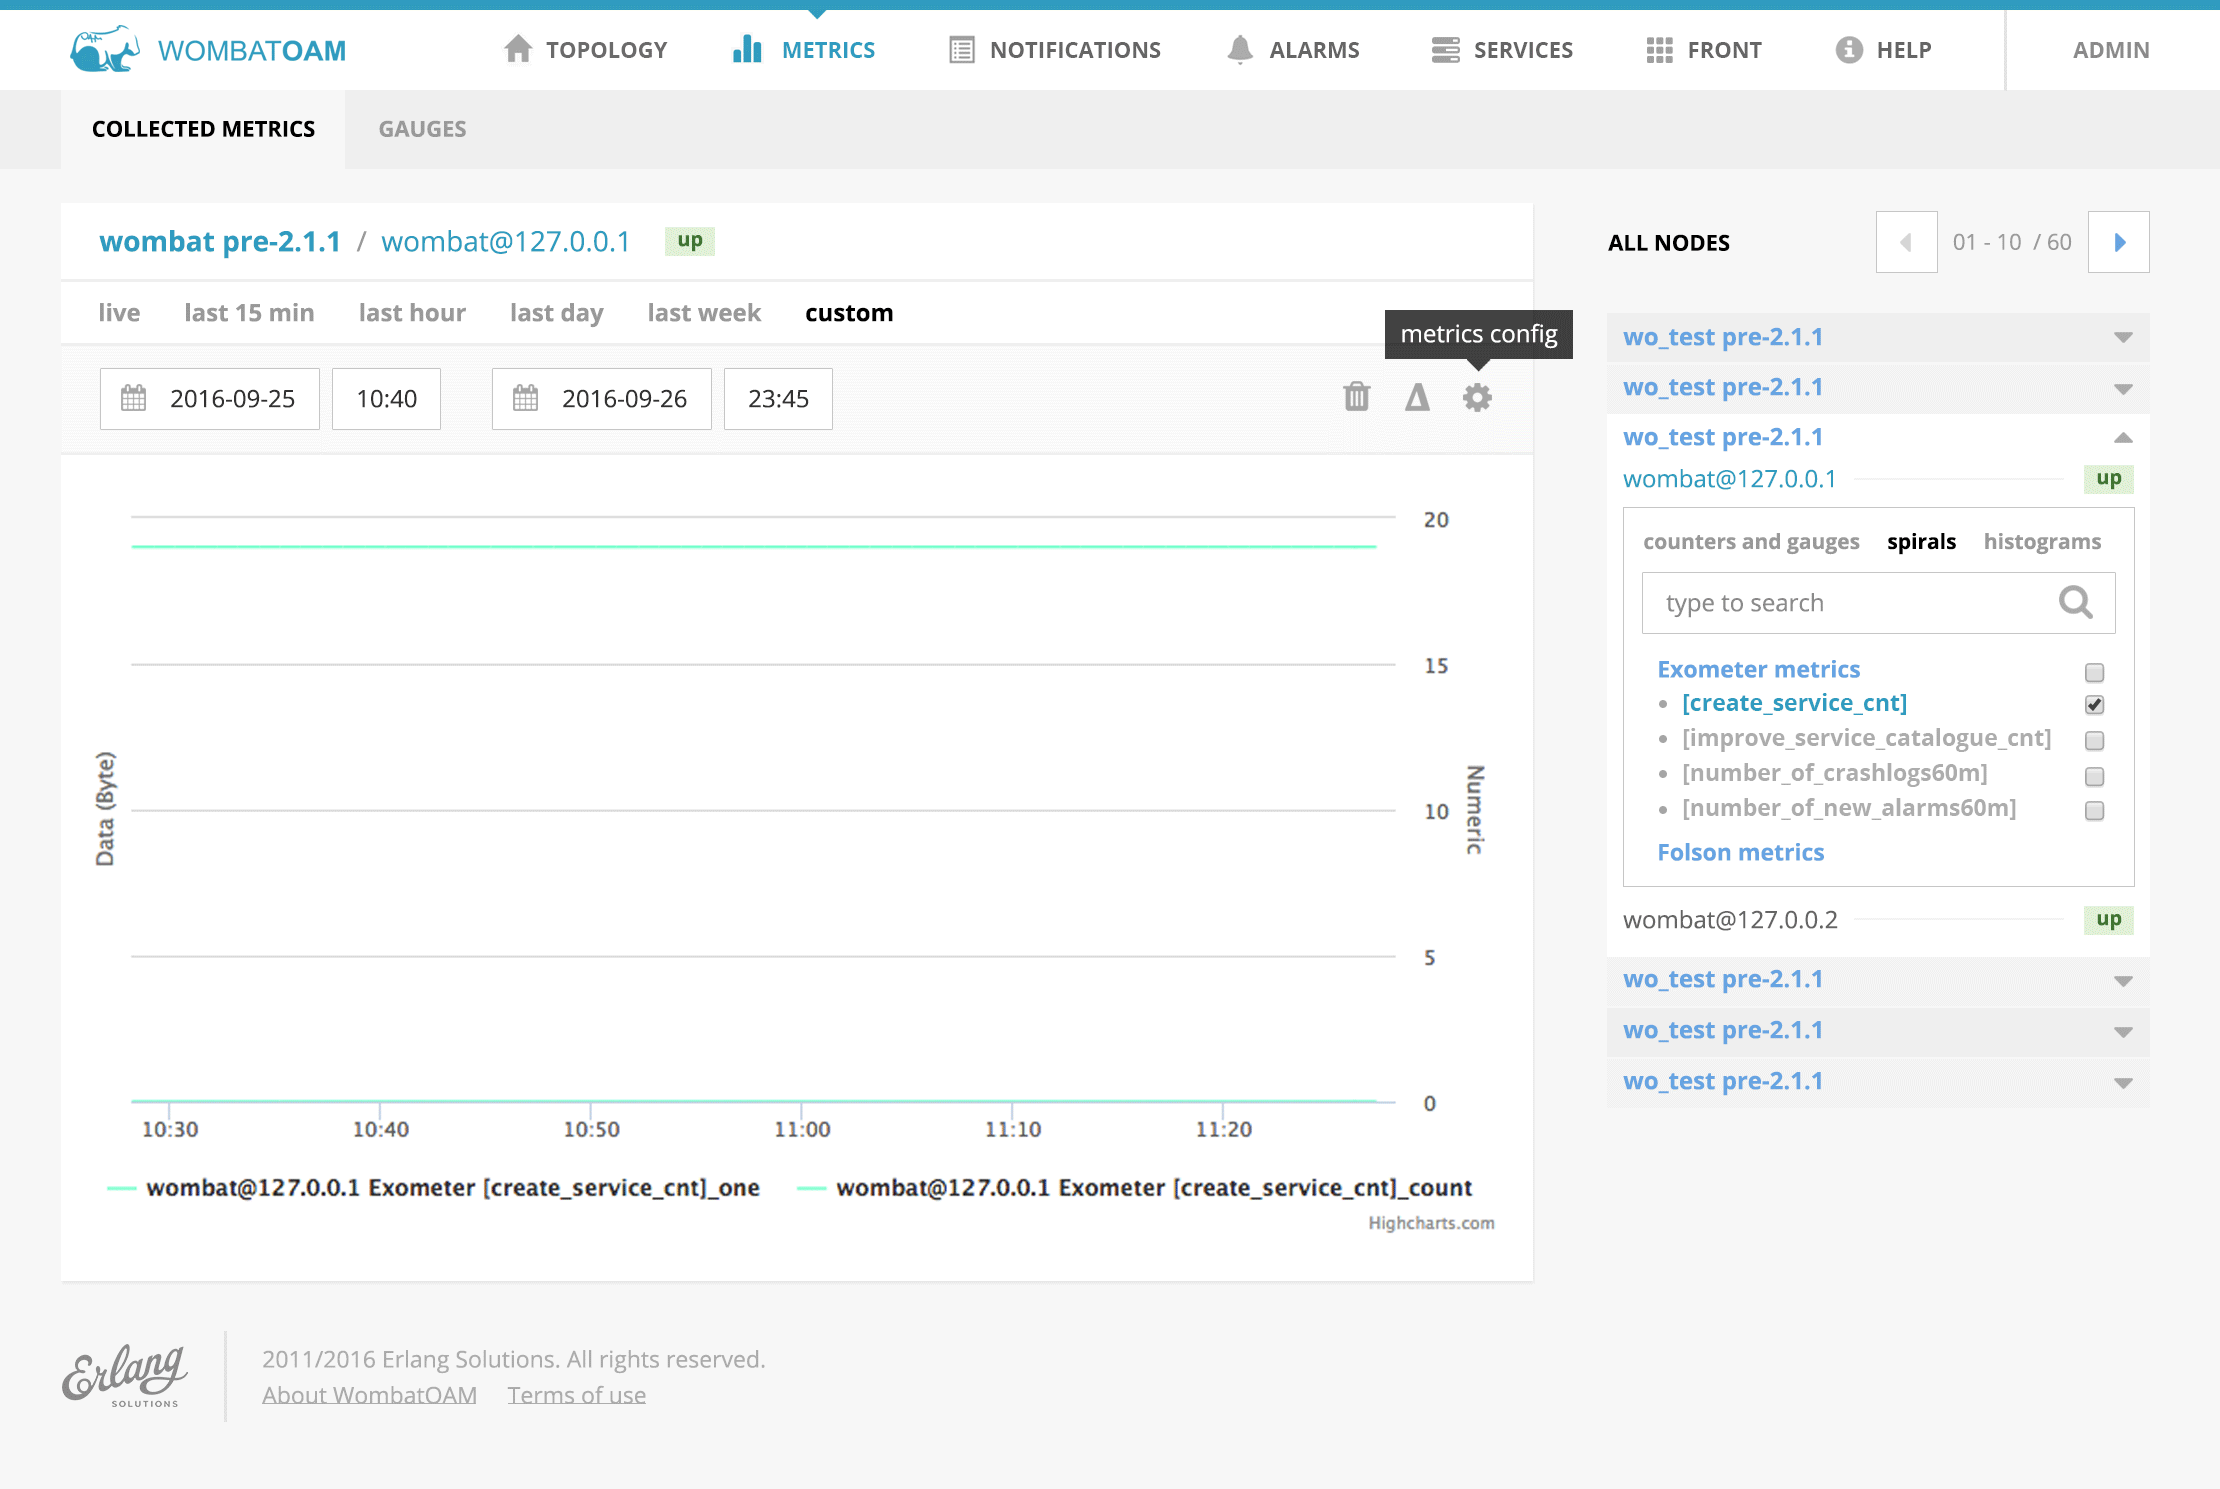 WOMBATOAM
TOPOLOGY
METRICS
NOTIFICATIONS
ALARMS
SERVICES
FRONT
HELP
ADMIN
COLLECTED METRICS
GAUGES
wombat pre-2.1.1 / wombat@127.0.0.1 up
live last 15 min last hour last day last week custom
metrics config
2016-09-25 10:40 2016-09-26 23:45
20
15
10
5
0
Data (Byte)
Numeric
10:30 10:40 10:50 11:00 11:10 11:20
wombat@127.0.0.1 Exometer [create_service_cnt]_one wombat@127.0.0.1 Exometer [create_service_cnt]_count
Highcharts.com
ALL NODES
01 - 10 / 60
wo_test pre-2.1.1
wo_test pre-2.1.1
wo_test pre-2.1.1
wombat@127.0.0.1 up
counters and gauges spirals histograms
type to search
Exometer metrics
• [create_service_cnt]
• [improve_service_catalogue_cnt]
• [number_of_crashlogs60m]
• [number_of_new_alarms60m]
Folson metrics
wombat@127.0.0.2 up
wo_test pre-2.1.1
wo_test pre-2.1.1
wo_test pre-2.1.1
Erlang
SOLUTIONS
2011/2016 Erlang Solutions. All rights reserved.
About WombatOAM Terms of use